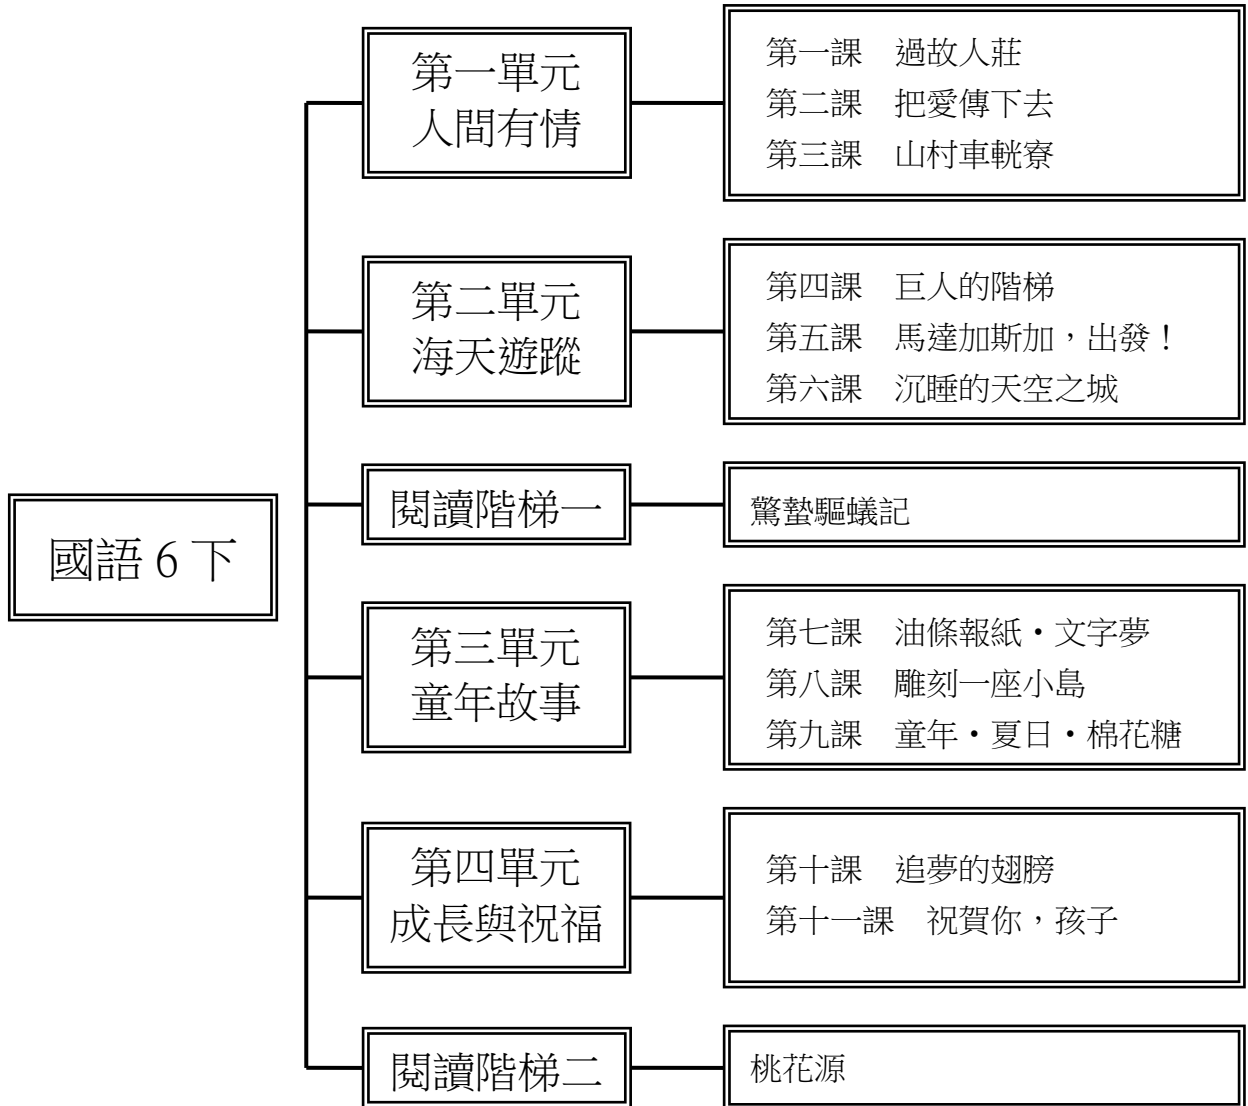 國語 6 下
第一單元
人間有情
第一課　過故人莊
第二課　把愛傳下去
第三課　山村車輄寮
第二單元
海天遊蹤
第四課　巨人的階梯
第五課　馬達加斯加，出發！
第六課　沉睡的天空之城
閱讀階梯一
驚蟄驅蟻記
第三單元
童年故事
第七課　油條報紙・文字夢
第八課　雕刻一座小島
第九課　童年・夏日・棉花糖
第四單元
成長與祝福
第十課　追夢的翅膀
第十一課　祝賀你，孩子
閱讀階梯二
桃花源